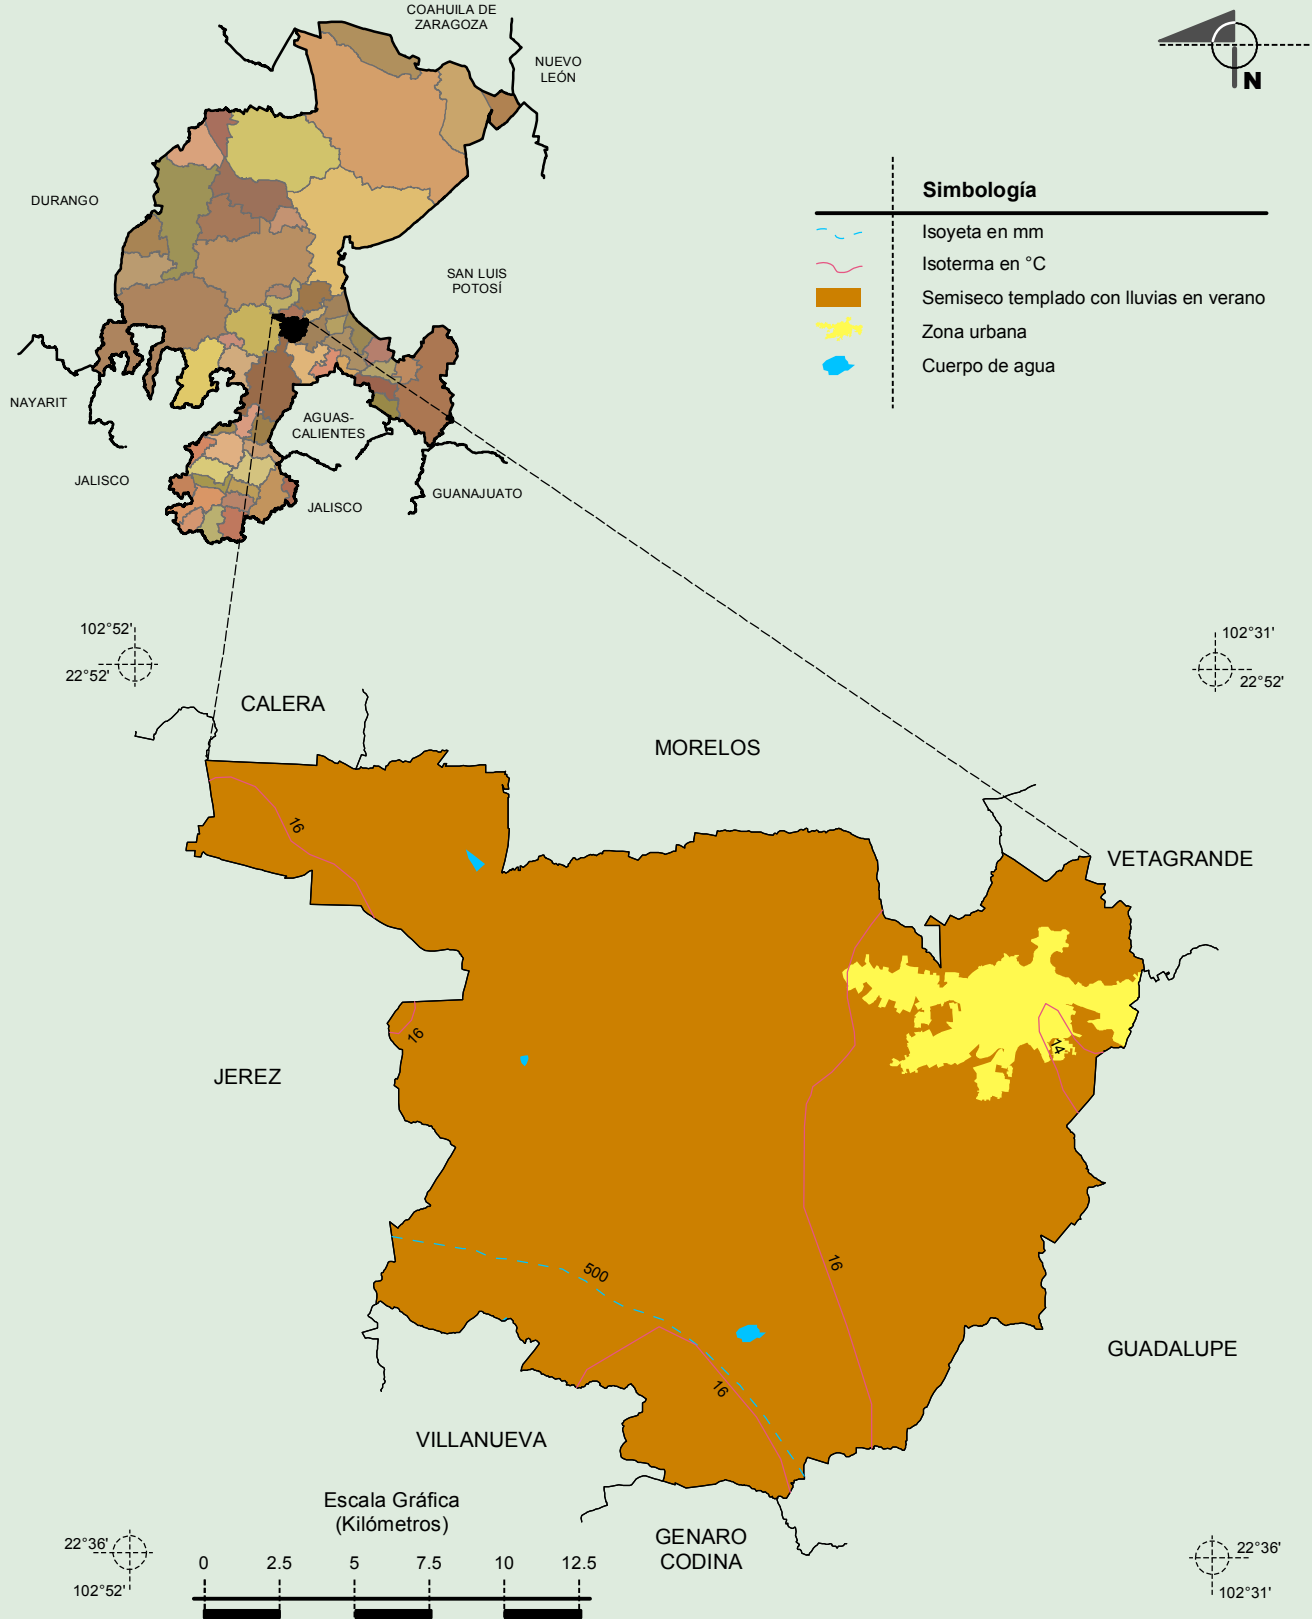 COAHUILA DE
ZARAGOZA
NUEVO
LEÓN
N
DURANGO
SAN LUIS
POTOSÍ
NAYARIT
AGUAS-
CALIENTES
JALISCO
JALISCO
GUANAJUATO
Simbología
Isoyeta en mm
Isoterma en °C
Semiseco templado con lluvias en verano
Zona urbana
Cuerpo de agua
102°52'
22°52'
102°31'
22°52'
CALERA
MORELOS
VETAGRANDE
16
16
14
JEREZ
500
16
16
GUADALUPE
VILLANUEVA
GENARO
CODINA
Escala Gráfica
(Kilómetros)
0 2.5 5 7.5 10 12.5
22°36'
102°52'
22°36'
102°31'